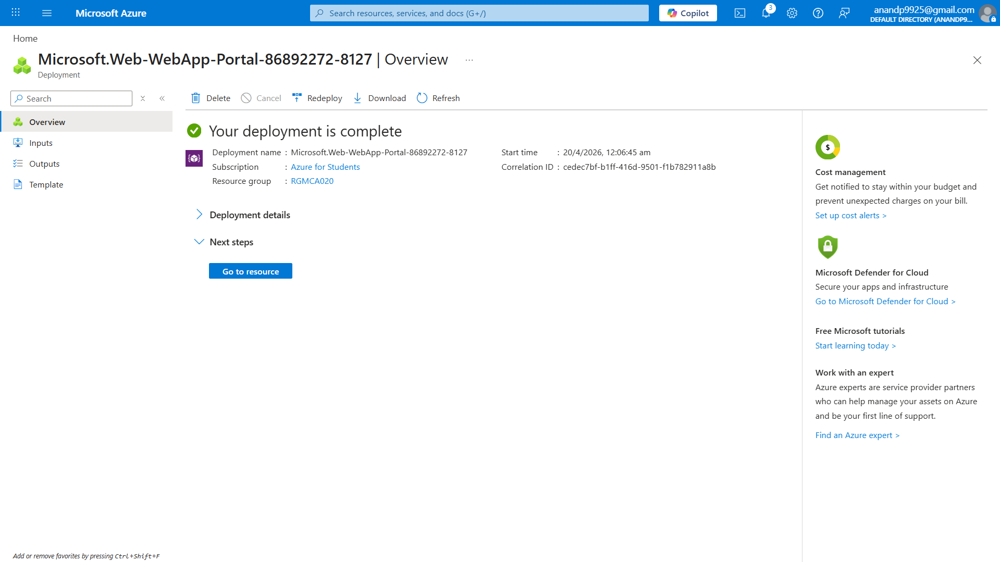 Microsoft Azure
Search resources, services, and docs (G+/)
Copilot
3
anandp9925@gmail.com
DEFAULT DIRECTORY (ANANDP9...
Home
Microsoft.Web-WebApp-Portal-86892272-8127 | Overview
...
Deployment
Search
Delete
Cancel
Redeploy
Download
Refresh
Overview
Inputs
Outputs
Template
Your deployment is complete
Deployment name : Microsoft.Web-WebApp-Portal-86892272-8127
Subscription : Azure for Students
Resource group : RGMCA020
Start time : 20/4/2026, 12:06:45 am
Correlation ID : cedec7bf-b1ff-416d-9501-f1b782911a8b
Deployment details
Next steps
Go to resource
$
Cost management
Get notified to stay within your budget and
prevent unexpected charges on your bill.
Set up cost alerts >
Microsoft Defender for Cloud
Secure your apps and infrastructure
Go to Microsoft Defender for Cloud >
Free Microsoft tutorials
Start learning today >
Work with an expert
Azure experts are service provider partners
who can help manage your assets on Azure
and be your first line of support.
Find an Azure expert >
Add or remove favorites by pressing Ctrl+Shift+F